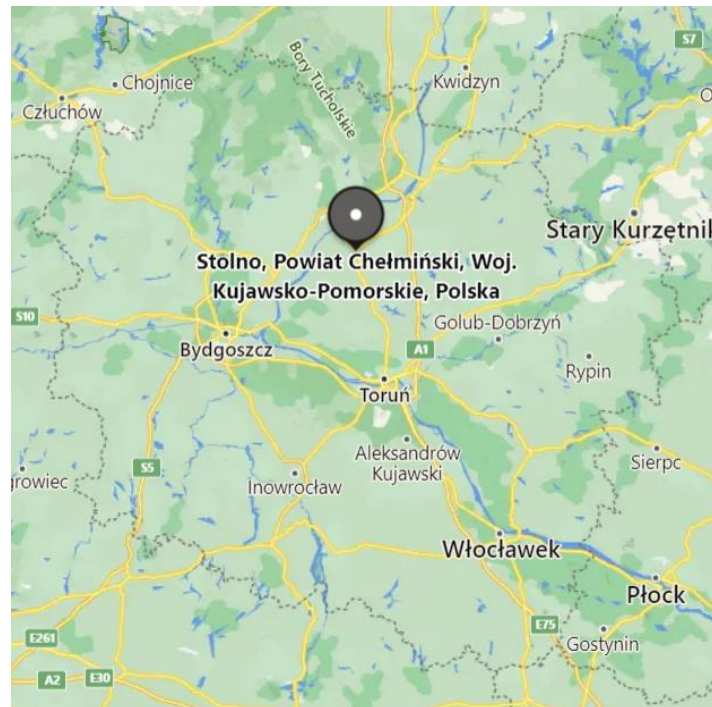 S7
Chojnice
Kwidzyn
Człuchów
Bory Tucholskie
Stary Kurzętnik
Stolno, Powiat Chełmiński, Woj.
Kujawsko-Pomorskie, Polska
S10
Bydgoszcz
Golub-Dobrzyń
A1
Rypin
Toruń
Aleksandrów
Kujawski
Sierpc
growiec
S5
Inowrocław
Włocławek
Płock
E75
Gostynin
E261
A2
E30